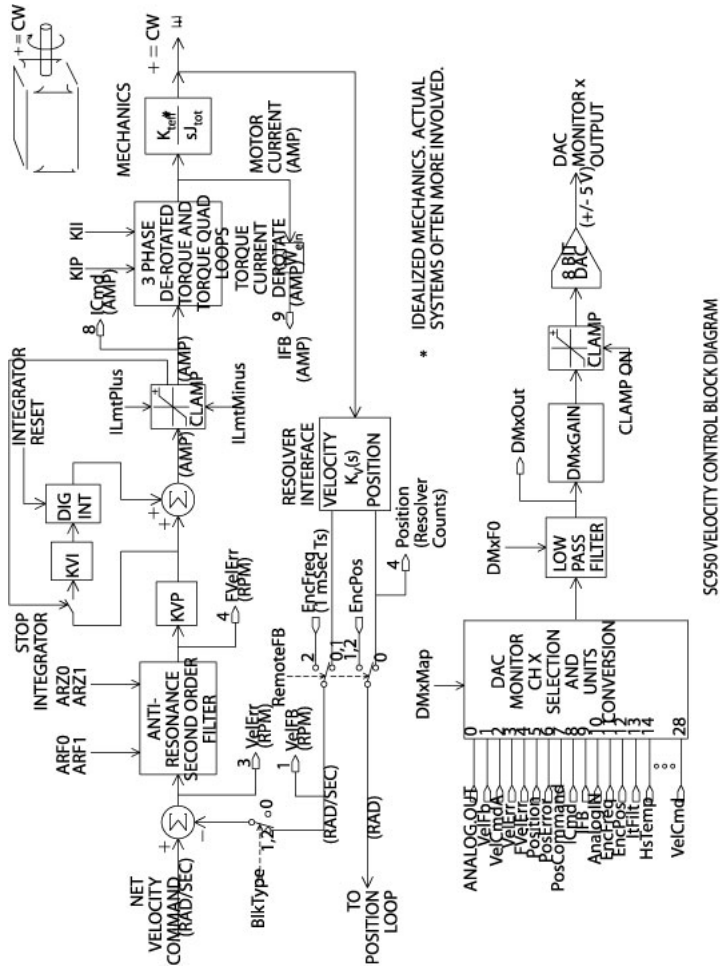 NET
VELOCITY
COMMAND
(RAD/SEC)
+
-
ARF0
ARF1
ARZ0
ARZ1
ANTI-
RESONANCE
SECOND ORDER
FILTER
Σ
BlkType
1,2
0
3
VelErr
(RPM)
1
VelFB
(RPM)
(RAD/SEC)
STOP
INTEGRATOR
KVI
DIG
INT
INTEGRATOR
RESET
KVP
4
FVelErr
(RPM)
+
+
Σ
(AMP)
ILmtPlus
ILmtMinus
CLAMP
+
(AMP)
8
ICmd
(AMP)
KIP
KII
3 PHASE
DE-ROTATED
TORQUE AND
TORQUE QUAD
LOOPS
TORQUE
CURRENT
DEROTATE
(AMP)
9
IFB
(AMP)
MOTOR
CURRENT
(AMP)
MECHANICS
sJtot
+ = CW
+ = CW
RemoteFB
2
EncFreq
(1 mSec Ts)
0,1
1,2
EncPos
0
RESOLVER
INTERFACE
VELOCITY
Kv(s)
POSITION
4
Position
(Resolver
Counts)
TO
POSITION
LOOP
(RAD)
* IDEALIZED MECHANICS. ACTUAL
SYSTEMS OFTEN MORE INVOLVED.
DMxMap
ANALOG OUT 0
VelFb 1
VelCmdA 2
VelErr 3
FVelErr 4
Position 5
PosError 6
PosCommand 7
ICmd 8
IFB 9
AnalogIN 10
EncFreq 11
EncPos 12
ItFilt 13
HsTemp 14
VelCmd 28
DAC
MONITOR
CH X
SELECTION
AND
UNITS
CONVERSION
DMxF0
LOW
PASS
FILTER
DMxOut
DMxGAIN
CLAMP
+
CLAMP ON
8 BIT
DAC
(+/- 5 V)
DAC
MONITOR x
OUTPUT
SC950 VELOCITY CONTROL BLOCK DIAGRAM